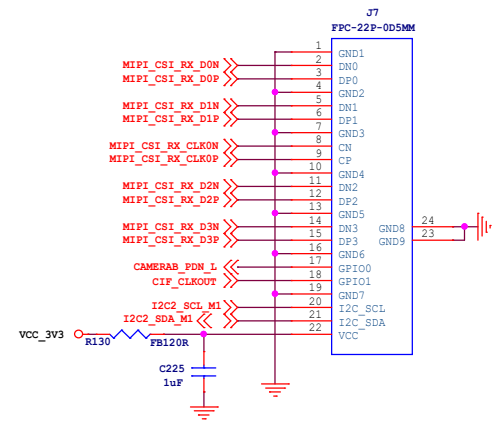 J7
FPC-22P-0D5MM
1 GND1
MIPI_CSI_RX_D0N 2 DN0
MIPI_CSI_RX_D0P 3 DP0
4 GND2
MIPI_CSI_RX_D1N 5 DN1
MIPI_CSI_RX_D1P 6 DP1
7 GND3
MIPI_CSI_RX_CLK0N 8 CN
MIPI_CSI_RX_CLK0P 9 CP
10 GND4
MIPI_CSI_RX_D2N 11 DN2
MIPI_CSI_RX_D2P 12 DP2
13 GND5
MIPI_CSI_RX_D3N 14 DN3 GND8 24
MIPI_CSI_RX_D3P 15 DP3 GND9 23
16 GND6
CAMERAB_PDN_L 17 GPIO0
CIF_CLKOUT 18 GPIO1
19 GND7
I2C2_SCL_M1 20 I2C_SCL
I2C2_SDA_M1 21 I2C_SDA
VCC_3V3 22 VCC
R130 FB120R
C225
1uF